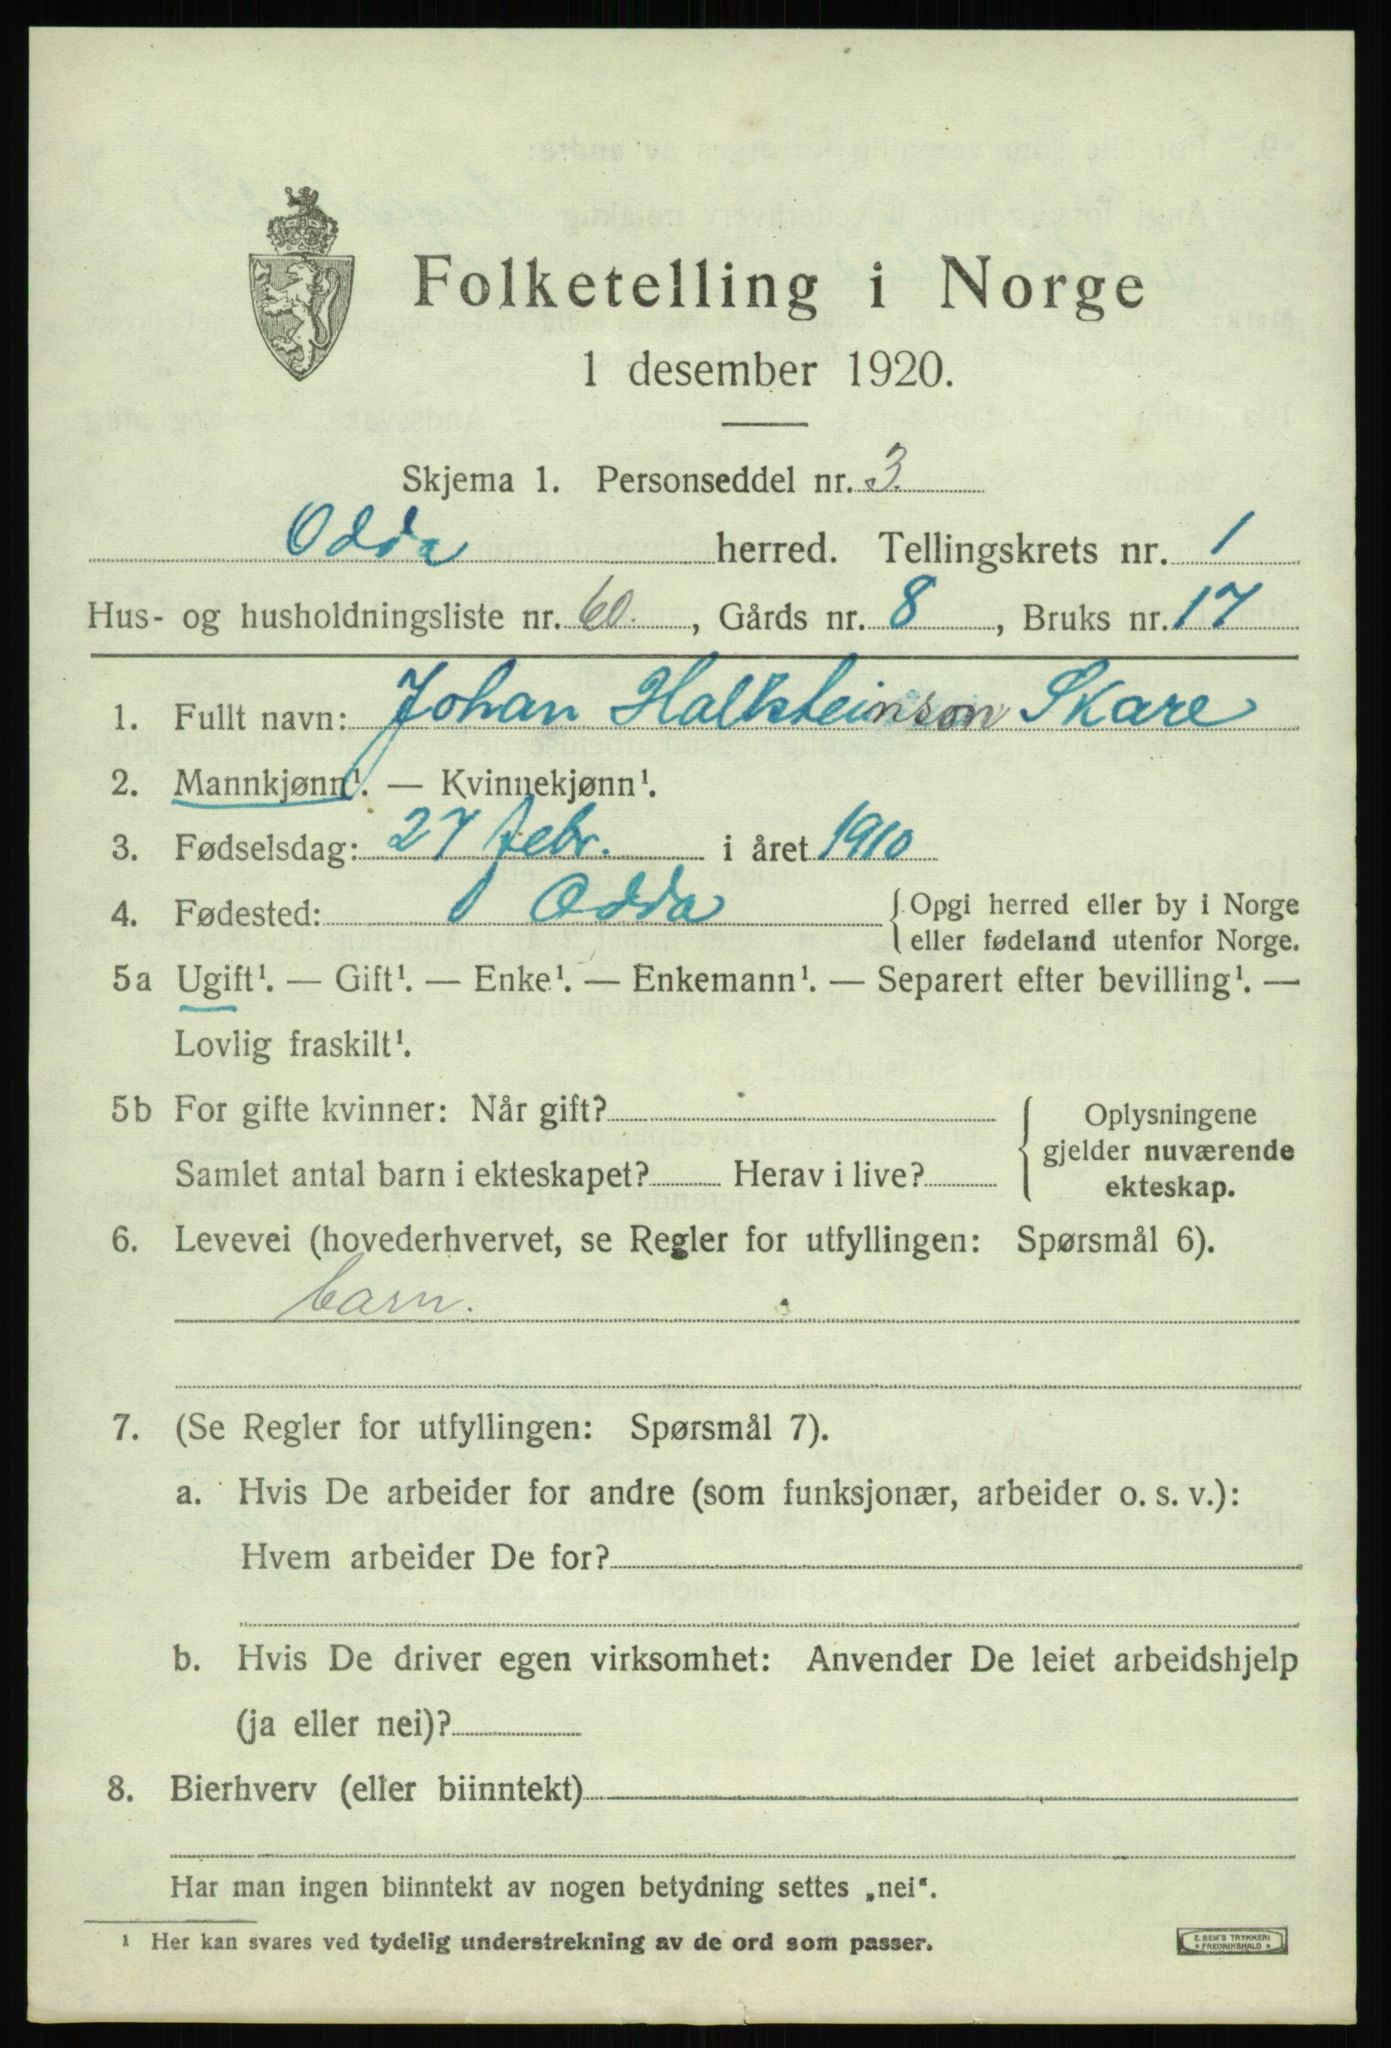 Folketelling i Norge
1 desember 1920.
Skjema 1. Personseddel nr. 3.
Odda herred. Tellingskrets nr. 1
Hus- og husholdningsliste nr. 60. , Gårds nr. 8 , Bruks nr. 17
1. Fullt navn: Johan Halksteinson Skare
2. Mannkjønn¹. — Kvinnekjønn¹.
3. Fødselsdag: 27 febr. i året 1910
4. Fødested: Odda { Opgi herred eller by i Norge
eller fødeland utenfor Norge.
5a Ugift¹. — Gift¹. — Enke¹. — Enkemann¹. — Separert efter bevilling¹. —
Lovlig fraskilt¹.
5b For gifte kvinner: Når gift?
Samlet antal barn i ekteskapet? Herav i live?
{ Oplysningene
gjelder nuværende
ekteskap.
6. Levevei (hovederhvervet, se Regler for utfyllingen: Spørsmål 6).
barn.
7. (Se Regler for utfyllingen: Spørsmål 7).
a. Hvis De arbeider for andre (som funksjonær, arbeider o. s. v.):
Hvem arbeider De for?
b. Hvis De driver egen virksomhet: Anvender De leiet arbeidshjelp
(ja eller nei)?
8. Bierhverv (eller biinntekt)
Har man ingen biinntekt av nogen betydning settes „nei“.
¹ Her kan svares ved tydelig understrekning av de ord som passer.
E. SEM'S TRYKKERI
* FREDRIKSHALD *